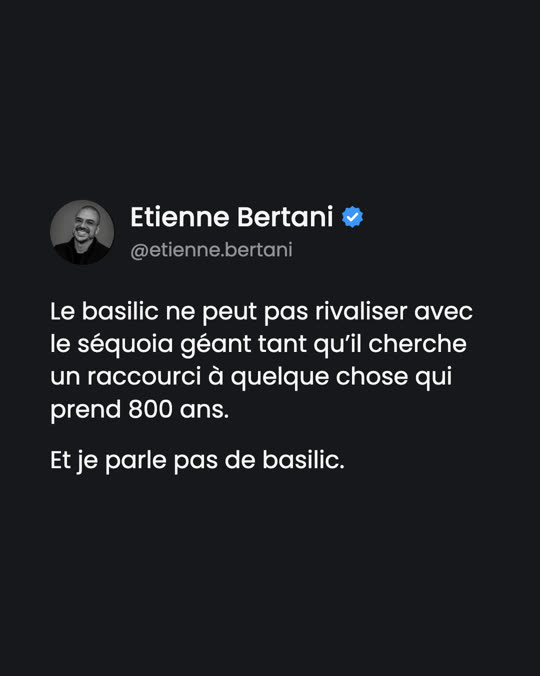 Etienne Bertani
@etienne.bertani
Le basilic ne peut pas rivaliser avec
le séquoia géant tant qu’il cherche
un raccourci à quelque chose qui
prend 800 ans.
Et je parle pas de basilic.